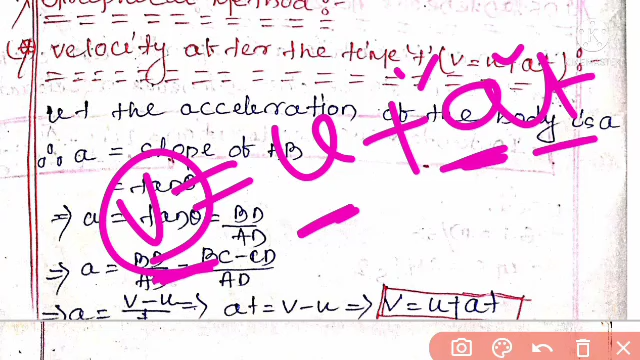 Graphical Method :-
velocity after the time 't' (v=u+at) :
Let the acceleration of the body is a
∴ a = slope of AB
= tanθ
⇒ a = tanθ = BD/AD
⇒ a = BD/AD = BC-CD/AD
⇒ a = v-u/t ⇒ at = v-u ⇒ v=u+at
v = u + at